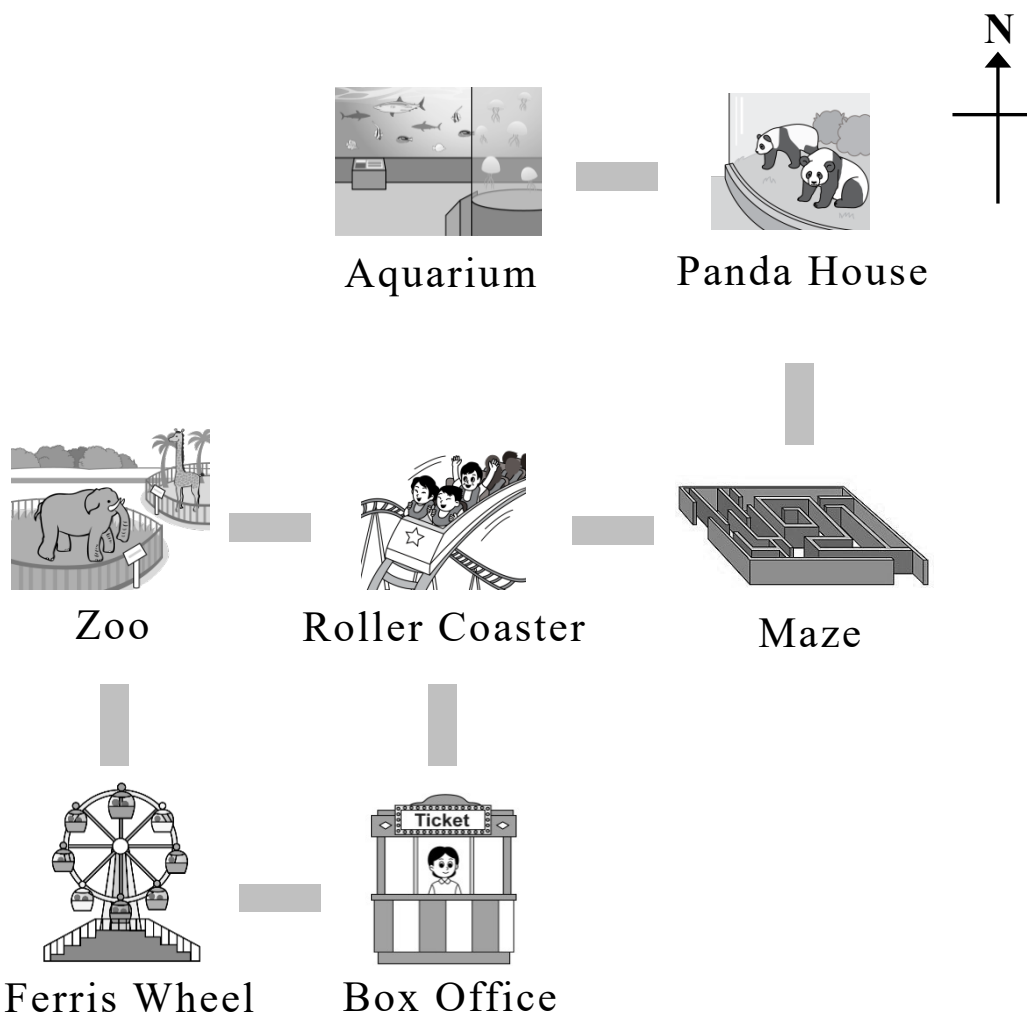 N
Aquarium
Panda House
Zoo
Roller Coaster
Maze
Ticket
Ferris Wheel
Box Office